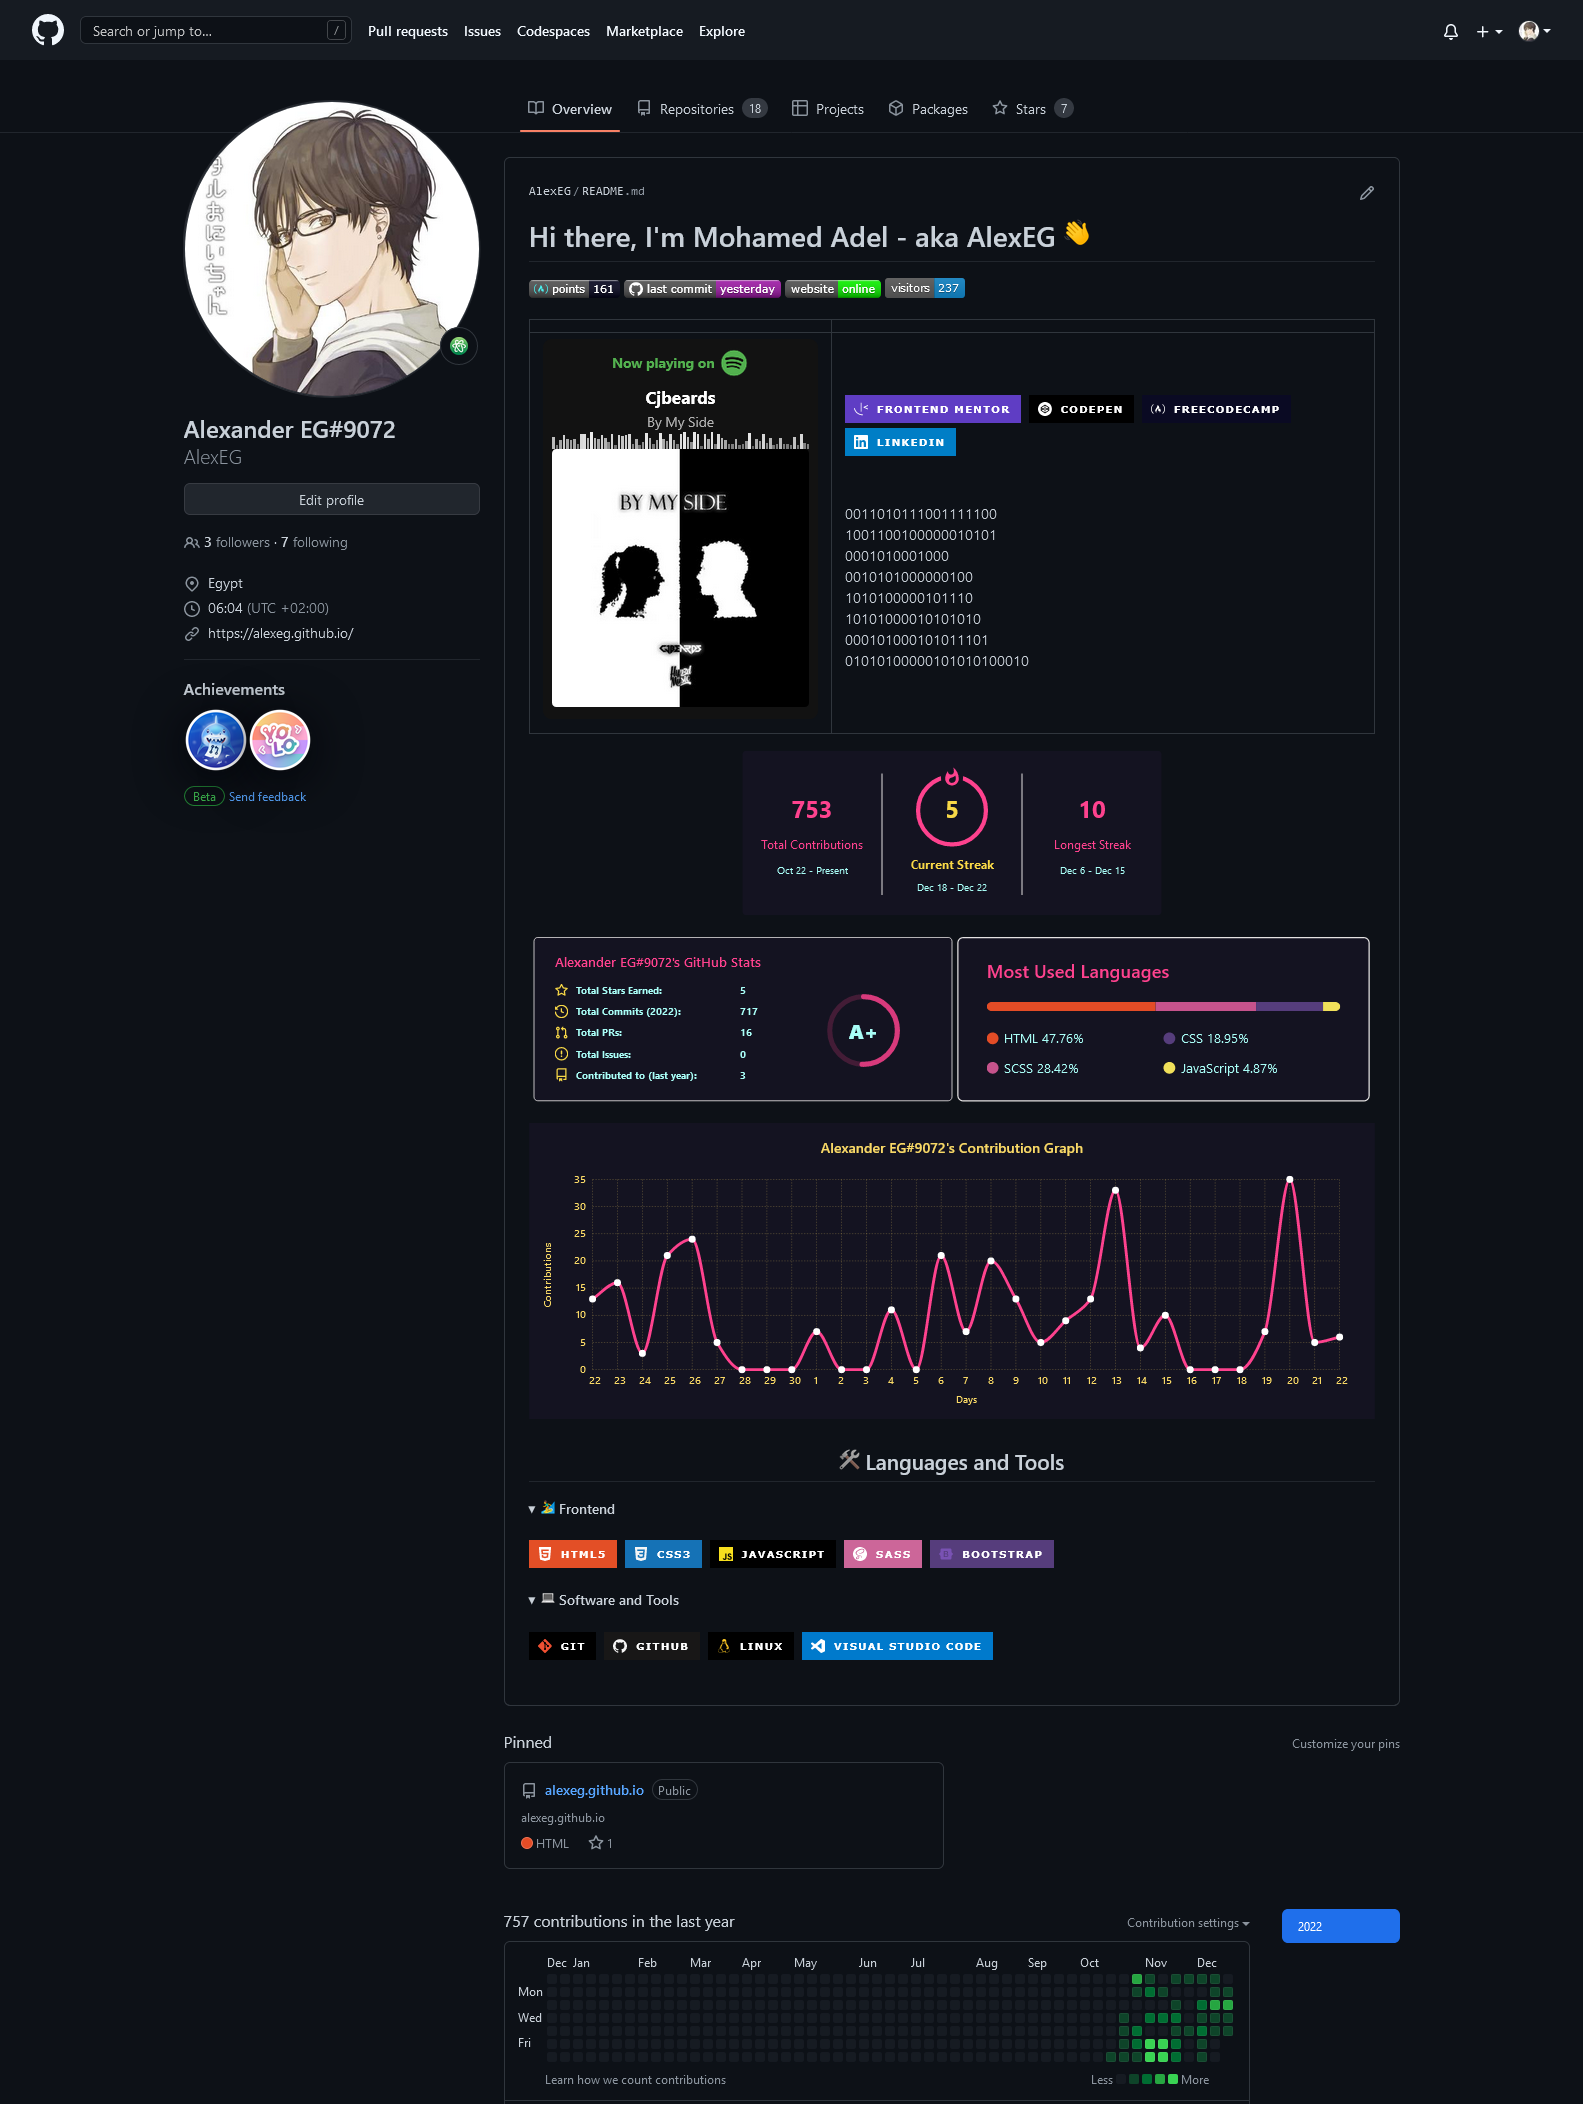 Search or jump to…
/
Pull requests
Issues
Codespaces
Marketplace
Explore
Overview
Repositories 18
Projects
Packages
Stars 7
ルおにいちゃん
Alexander EG#9072
AlexEG
Edit profile
3 followers · 7 following
Egypt
06:04 (UTC +02:00)
https://alexeg.github.io/
Achievements
YOLO
Beta Send feedback
AlexEG / README.md
Hi there, I'm Mohamed Adel - aka AlexEG 👋
points 161
last commit yesterday
website online
visitors 237
Now playing on
Cjbeards
By My Side
BY MY SIDE
CJBEARDS
FRONTEND MENTOR
CODEPEN
FREECODECAMP
LINKEDIN
0011010111001111100
1001100100000010101
0001010001000
0010101000000100
1010100000101110
10101000010101010
000101000101011101
01010100000101010100010
753
Total Contributions
Oct 22 - Present
5
Current Streak
Dec 18 - Dec 22
10
Longest Streak
Dec 6 - Dec 15
Alexander EG#9072's GitHub Stats
Total Stars Earned: 5
Total Commits (2022): 717
Total PRs: 16
Total Issues: 0
Contributed to (last year): 3
A+
Most Used Languages
HTML 47.76%
CSS 18.95%
SCSS 28.42%
JavaScript 4.87%
Alexander EG#9072's Contribution Graph
Contributions
35
30
25
20
15
10
5
0
22 23 24 25 26 27 28 29 30 1 2 3 4 5 6 7 8 9 10 11 12 13 14 15 16 17 18 19 20 21 22
Days
🛠 Languages and Tools
Frontend
HTML5
CSS3
JAVASCRIPT
SASS
BOOTSTRAP
Software and Tools
GIT
GITHUB
LINUX
VISUAL STUDIO CODE
Pinned
Customize your pins
alexeg.github.io Public
alexeg.github.io
HTML 1
757 contributions in the last year
Contribution settings
2022
Dec Jan Feb Mar Apr May Jun Jul Aug Sep Oct Nov Dec
Mon
Wed
Fri
Learn how we count contributions
Less More